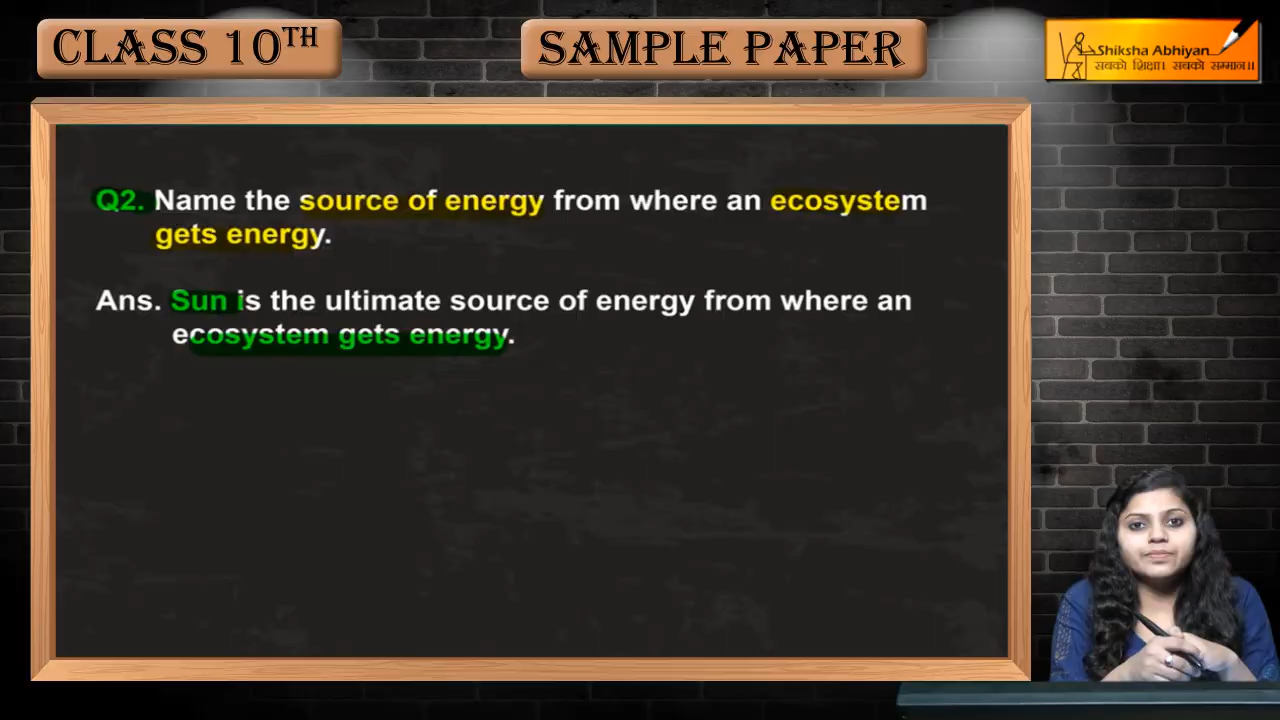 CLASS 10TH
SAMPLE PAPER
Shiksha Abhiyan
सबको शिक्षा। सबको सम्मान॥
Q2. Name the source of energy from where an ecosystem
gets energy.
Ans. Sun is the ultimate source of energy from where an
ecosystem gets energy.